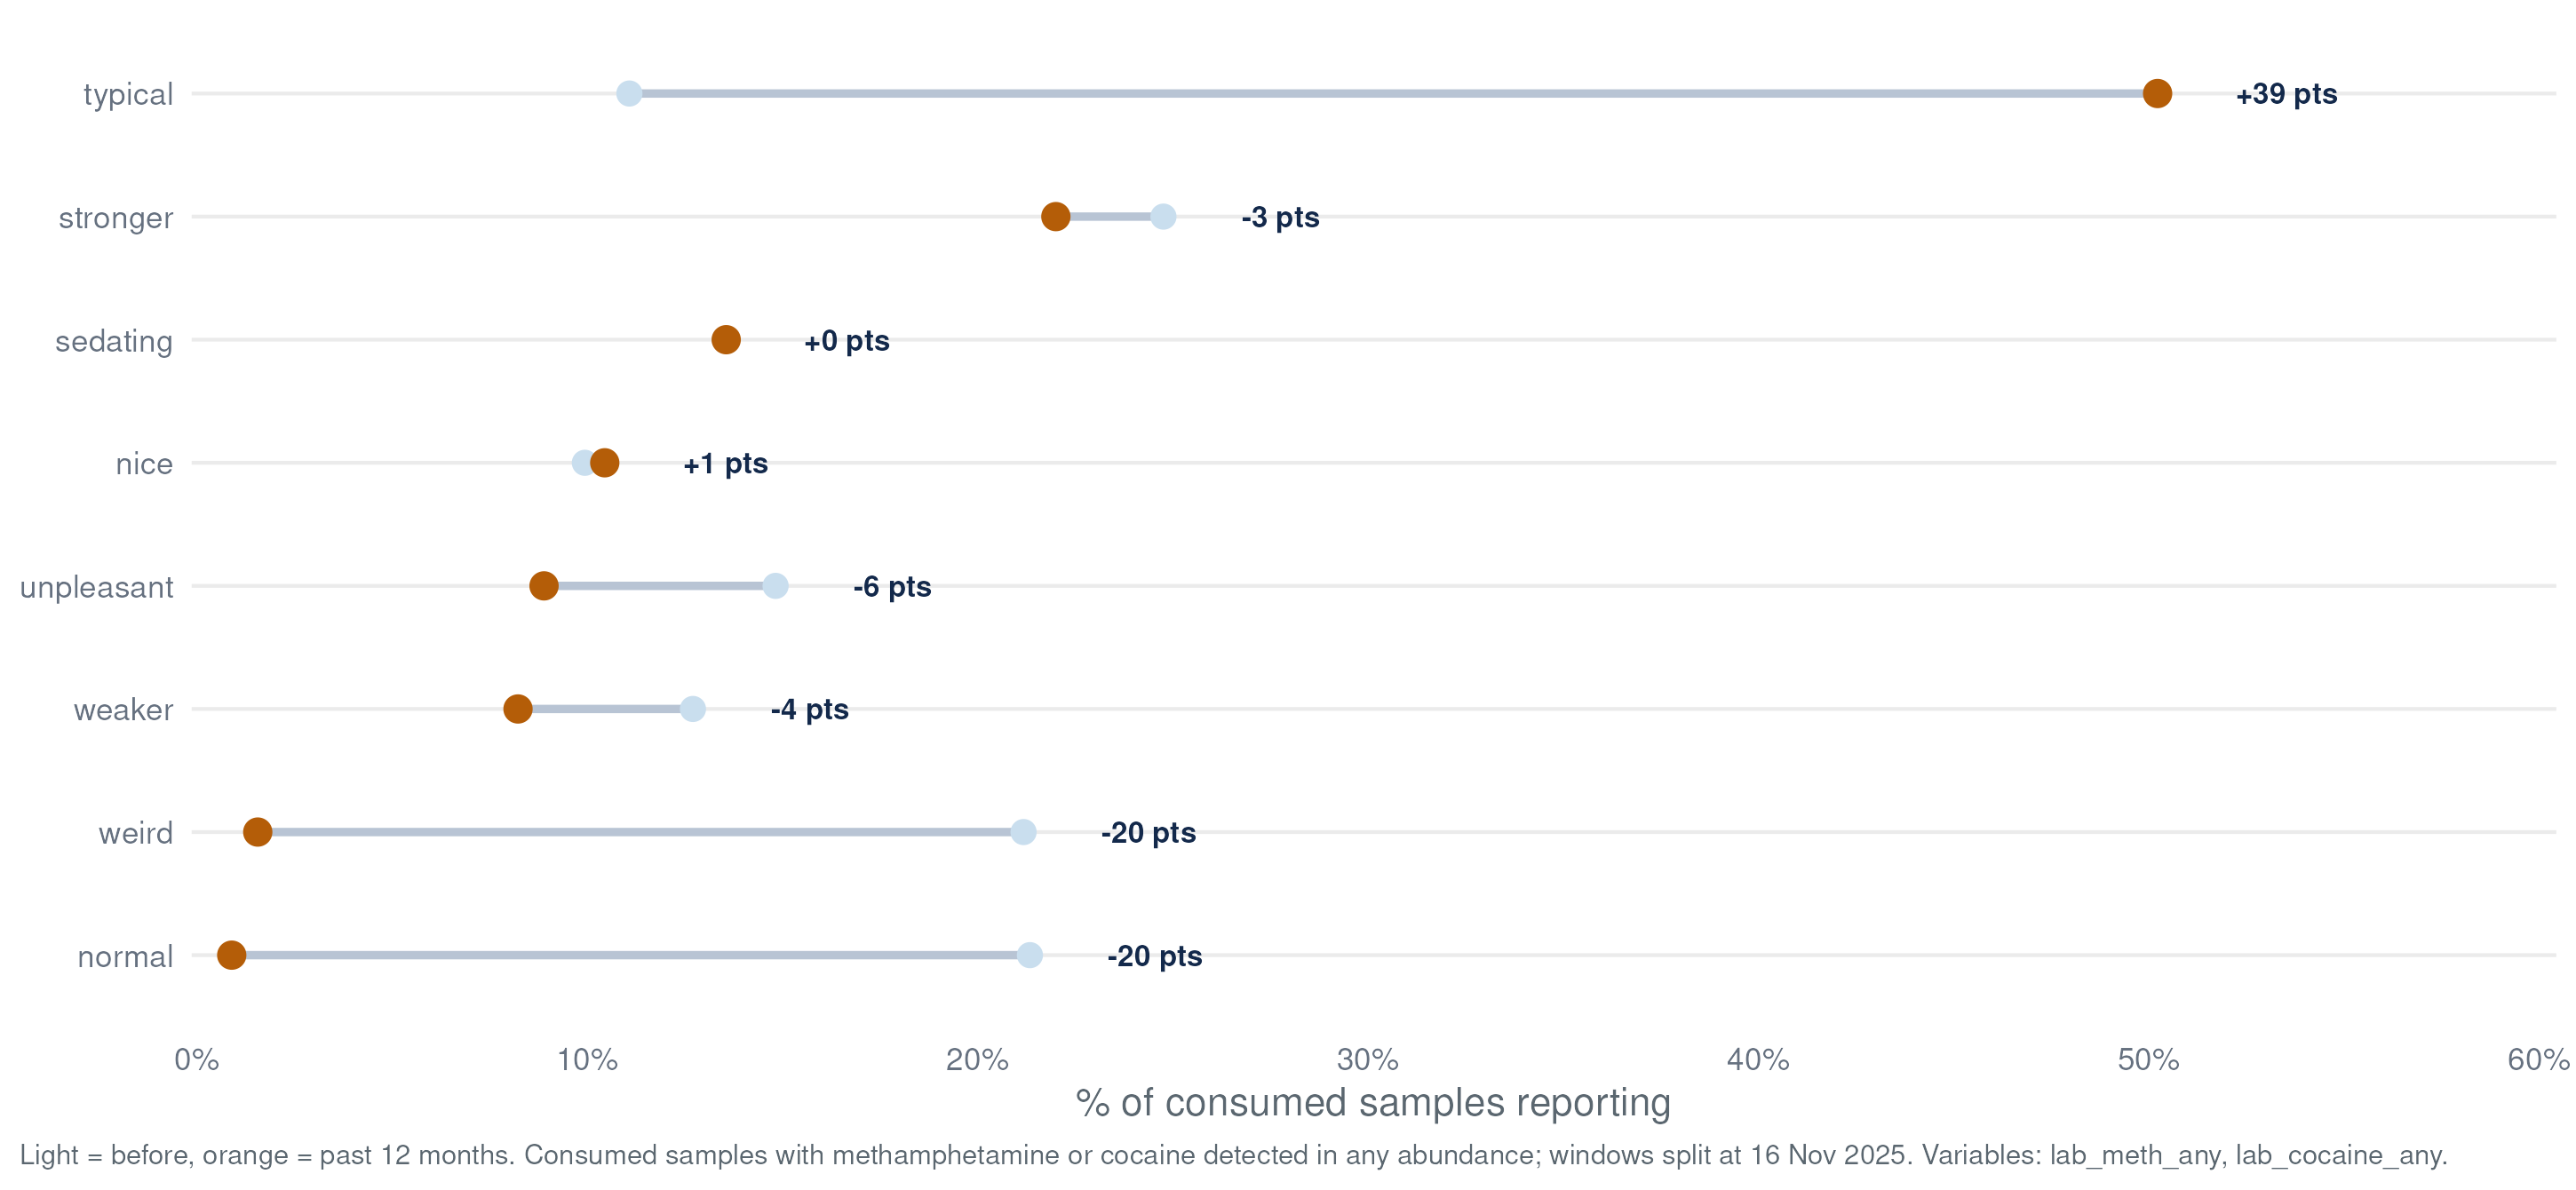 typical
+39 pts
stronger
-3 pts
sedating
+0 pts
nice
+1 pts
unpleasant
-6 pts
weaker
-4 pts
weird
-20 pts
normal
-20 pts
0% 10% 20% 30% 40% 50% 60%
% of consumed samples reporting
Light = before, orange = past 12 months. Consumed samples with methamphetamine or cocaine detected in any abundance; windows split at 16 Nov 2025. Variables: lab_meth_any, lab_cocaine_any.